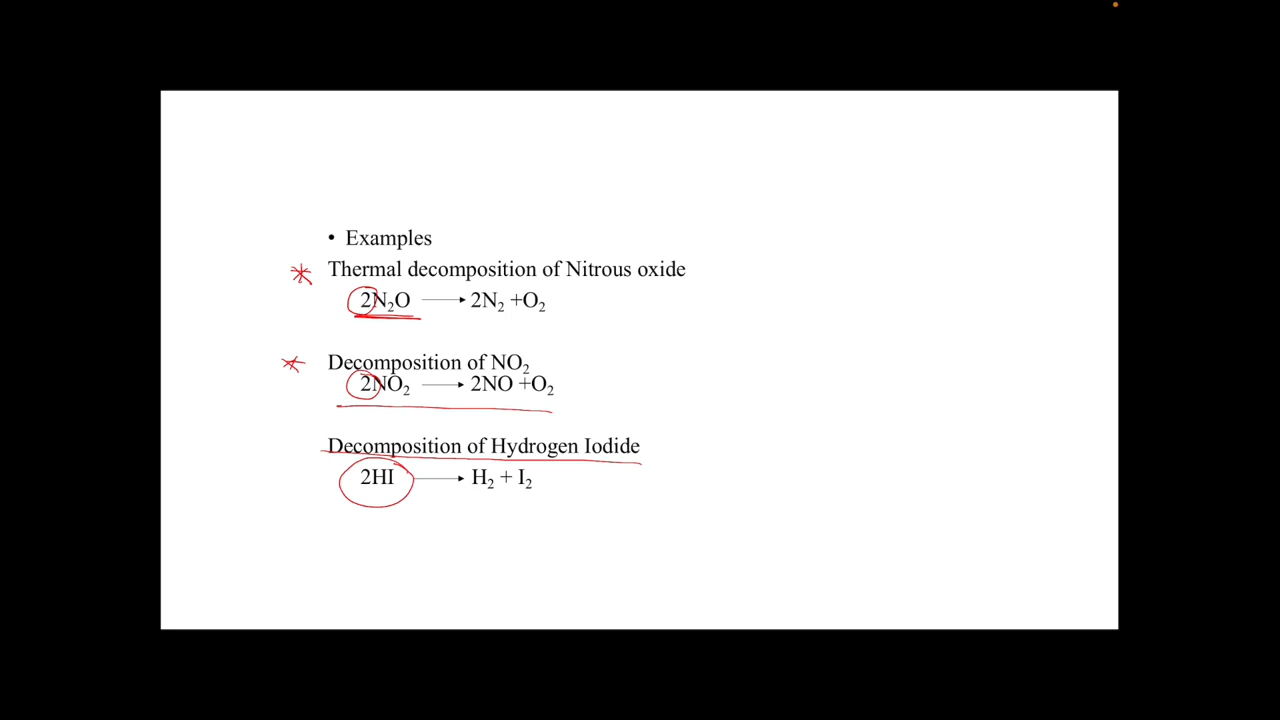 • Examples
Thermal decomposition of Nitrous oxide
2N₂O ⟶ 2N₂ +O₂
Decomposition of NO₂
2NO₂ ⟶ 2NO +O₂
Decomposition of Hydrogen Iodide
2HI ⟶ H₂ + I₂